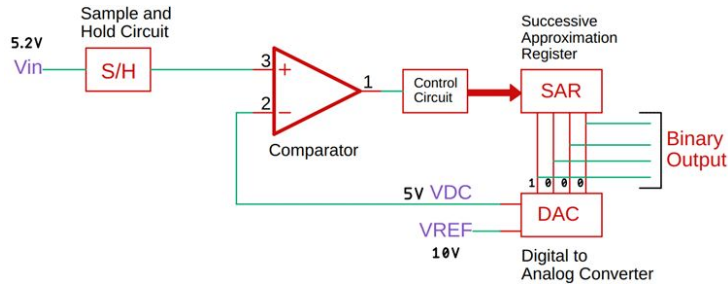 Sample and
Hold Circuit
5.2V
Vin
S/H
3
+
2
−
1
Comparator
Control
Circuit
Successive
Approximation
Register
SAR
Binary
Output
1 0 0 0
5V VDC
DAC
VREF
10V
Digital to
Analog Converter